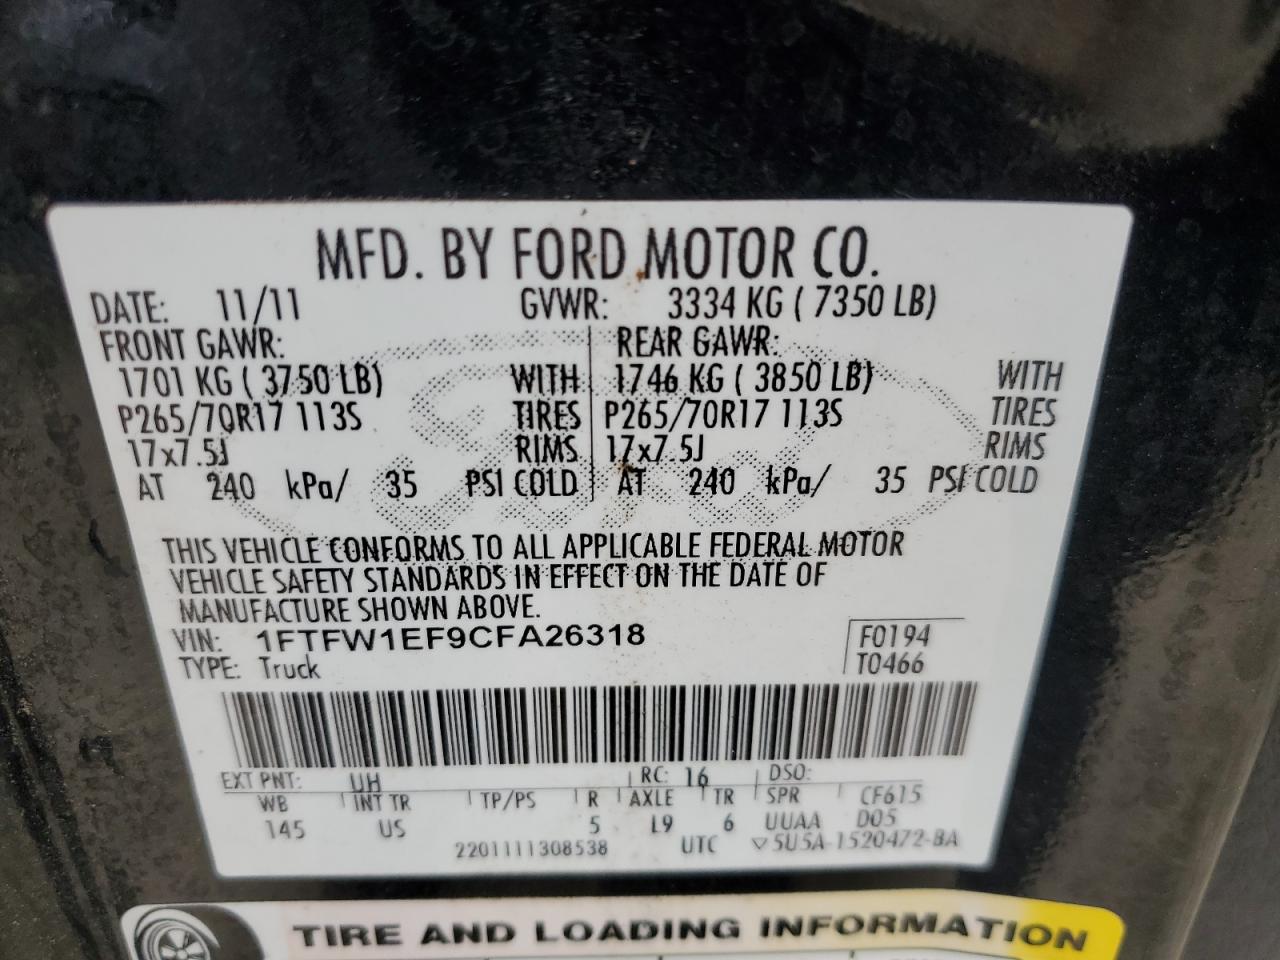 MFD. BY FORD MOTOR CO.
DATE: 11/11 GVWR: 3334 KG ( 7350 LB)
FRONT GAWR: REAR GAWR:
1701 KG ( 3750 LB) WITH 1746 KG ( 3850 LB) WITH
P265/70R17 113S TIRES P265/70R17 113S TIRES
17x7.5J RIMS 17x7.5J RIMS
AT 240 kPa/ 35 PSI COLD AT 240 kPa/ 35 PSI COLD
THIS VEHICLE CONFORMS TO ALL APPLICABLE FEDERAL MOTOR
VEHICLE SAFETY STANDARDS IN EFFECT ON THE DATE OF
MANUFACTURE SHOWN ABOVE.
VIN: 1FTFW1EF9CFA26318 F0194
TYPE: Truck T0466
EXT PNT: UH RC: 16 DSO:
WB INT TR TP/PS R AXLE TR SPR CF615
145 US 5 L9 6 UUAA D05
2201111308538 UTC ▽5U5A-1520472-BA
TIRE AND LOADING INFORMATION